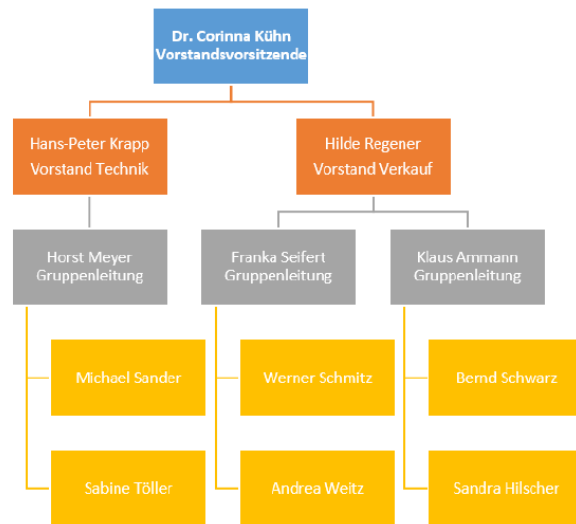 Dr. Corinna Kühn
Vorstandsvorsitzende
Hans-Peter Krapp
Vorstand Technik
Hilde Regener
Vorstand Verkauf
Horst Meyer
Gruppenleitung
Franka Seifert
Gruppenleitung
Klaus Ammann
Gruppenleitung
Michael Sander
Werner Schmitz
Bernd Schwarz
Sabine Töller
Andrea Weitz
Sandra Hilscher